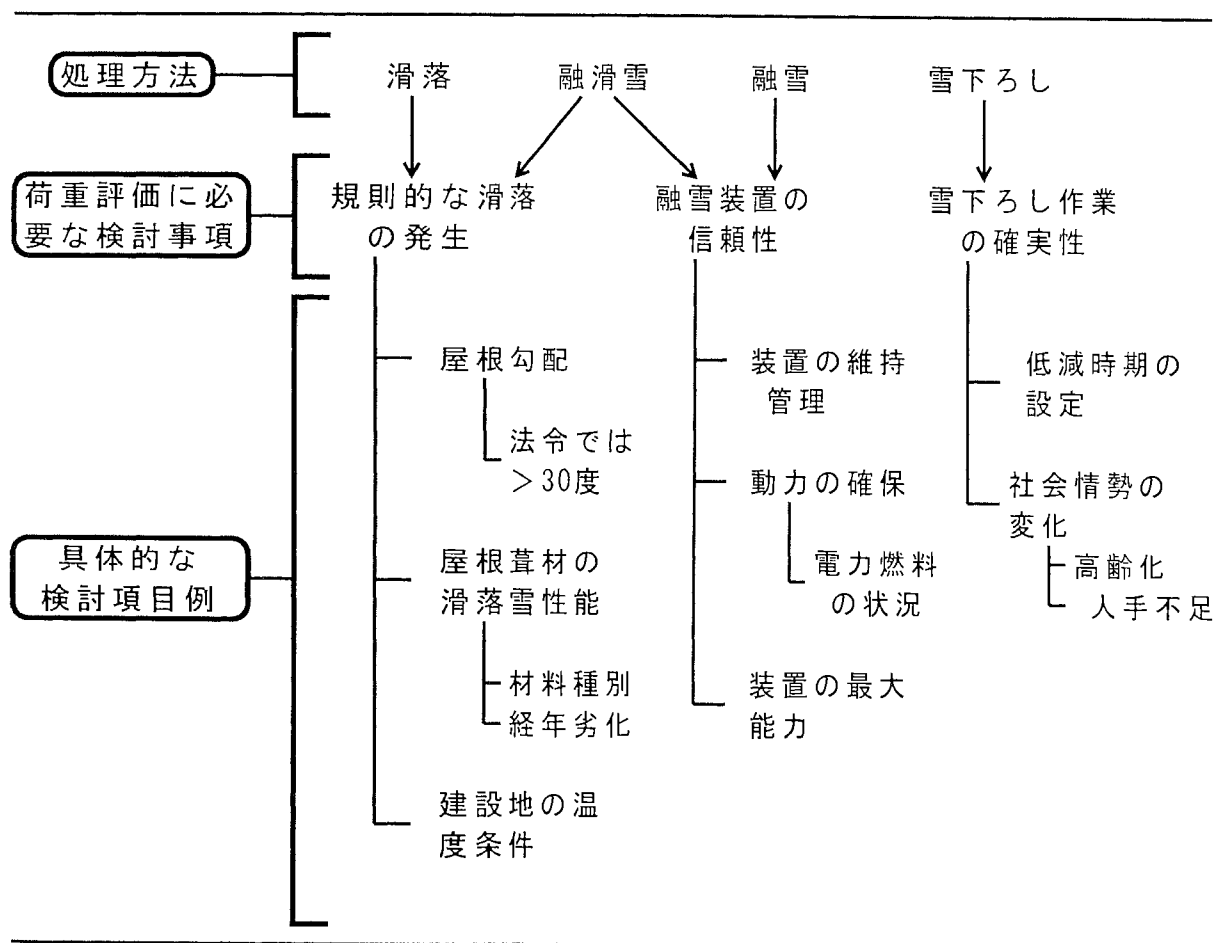 処理方法
滑落
融滑雪
融雪
雪下ろし
荷重評価に必
要な検討事項
規則的な滑落
の発生
融雪装置の
信頼性
雪下ろし作業
の確実性
具体的な
検討項目例
屋根勾配
法令では
＞30度
屋根葺材の
滑落雪性能
材料種別
経年劣化
建設地の温
度条件
装置の維持
管理
動力の確保
電力燃料
の状況
装置の最大
能力
低減時期の
設定
社会情勢の
変化
高齢化
人手不足